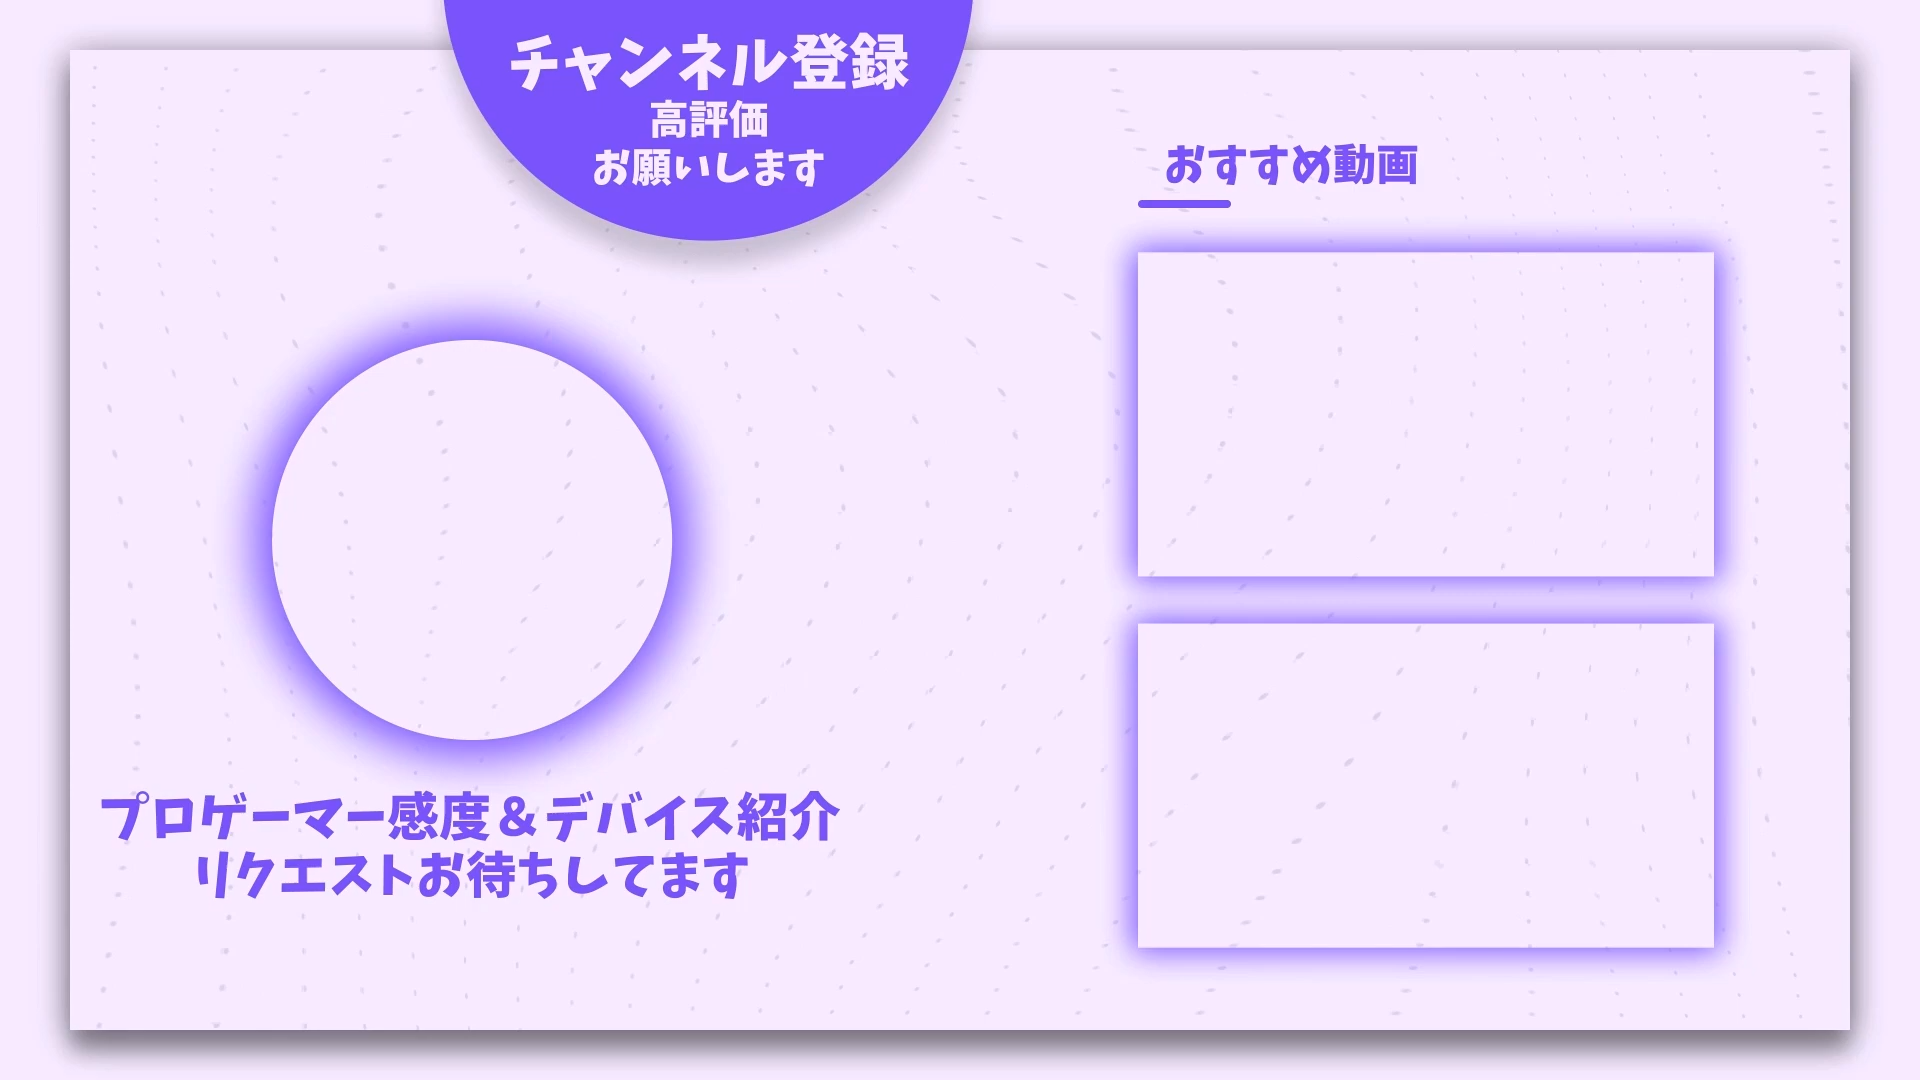 チャンネル登録
高評価
お願いします
おすすめ動画
プロゲーマー感度＆デバイス紹介
リクエストお待ちしてます